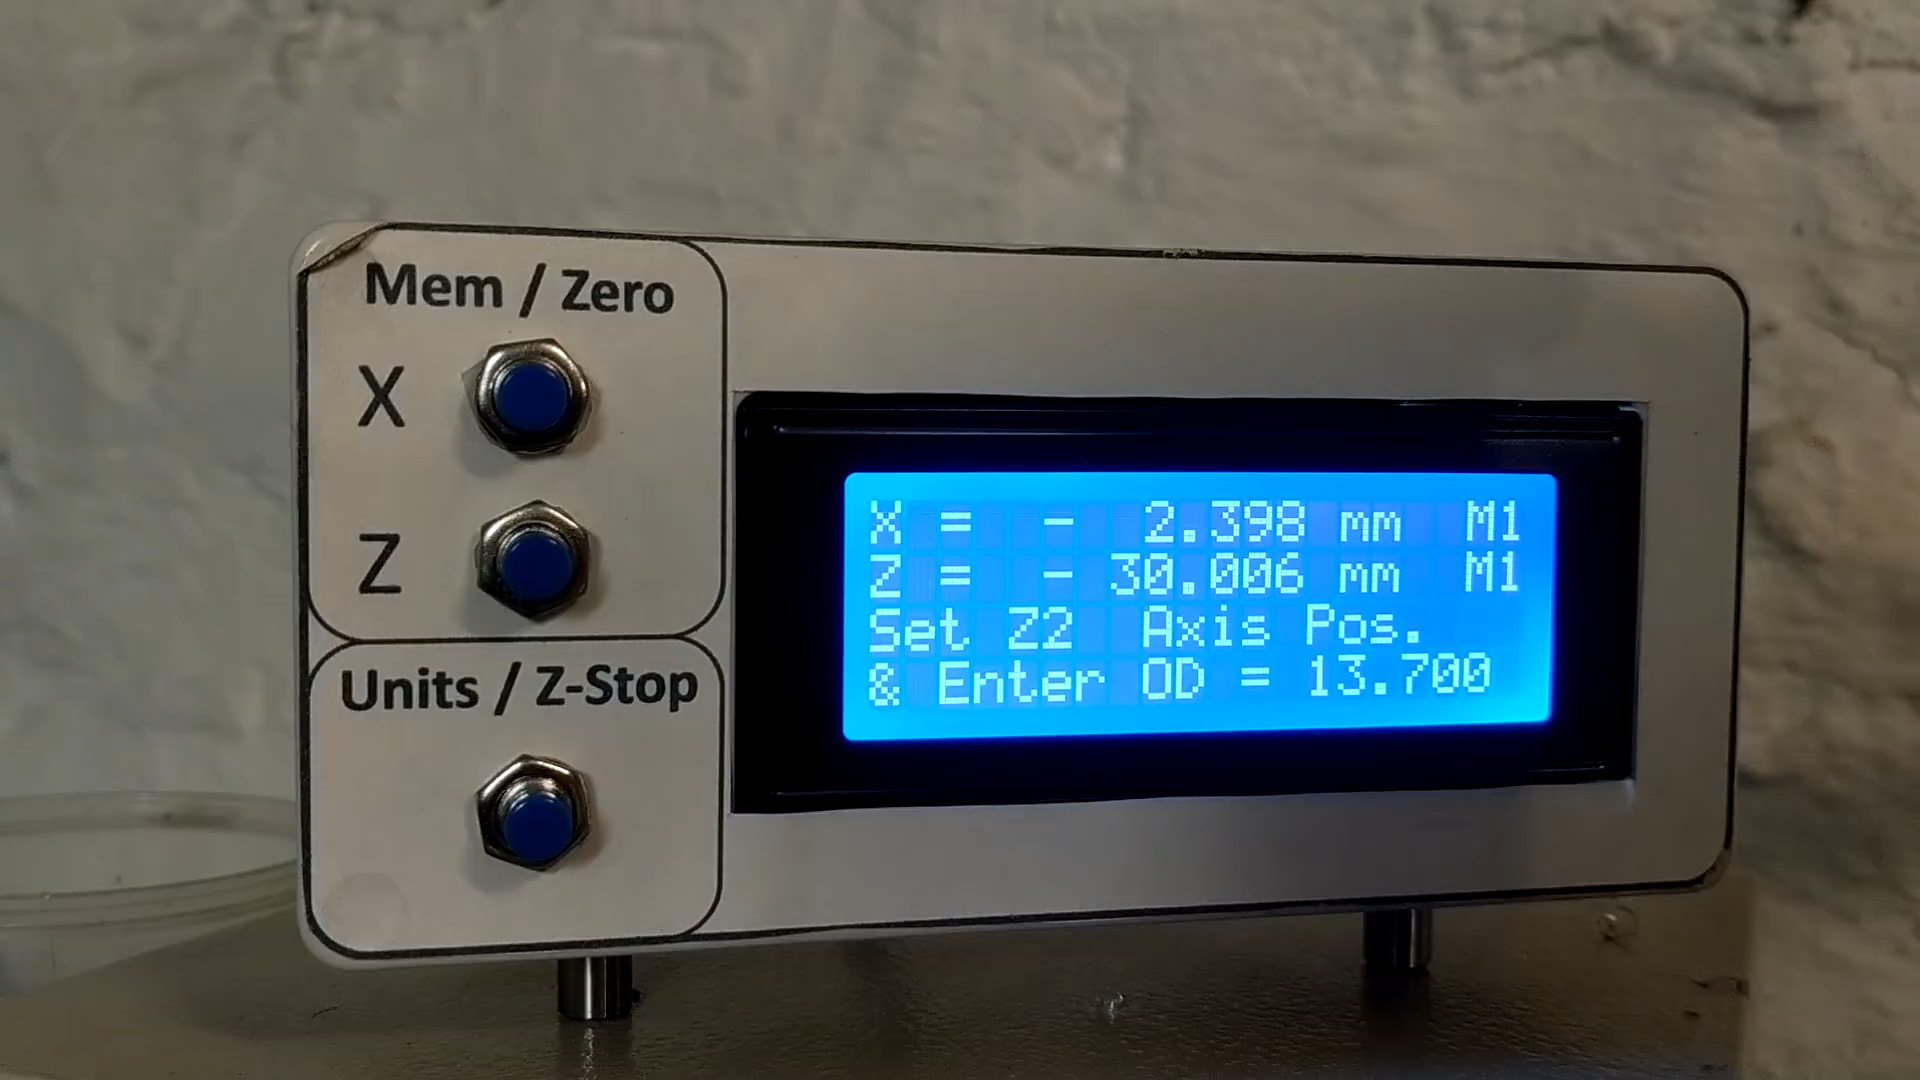 Mem / Zero
X
Z
Units / Z-Stop
X = - 2.398 mm M1
Z = - 30.006 mm M1
Set Z2 Axis Pos.
& Enter OD = 13.700